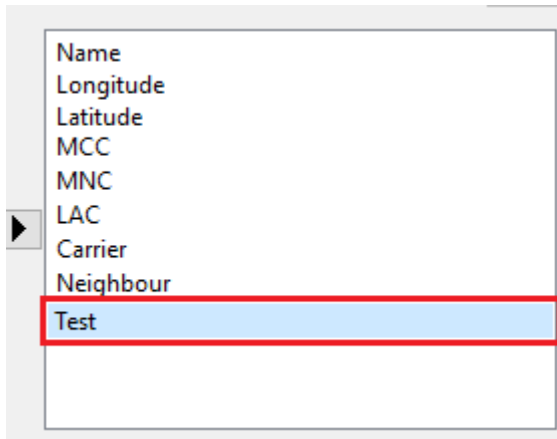 Name
Longitude
Latitude
MCC
MNC
LAC
Carrier
Neighbour
Test